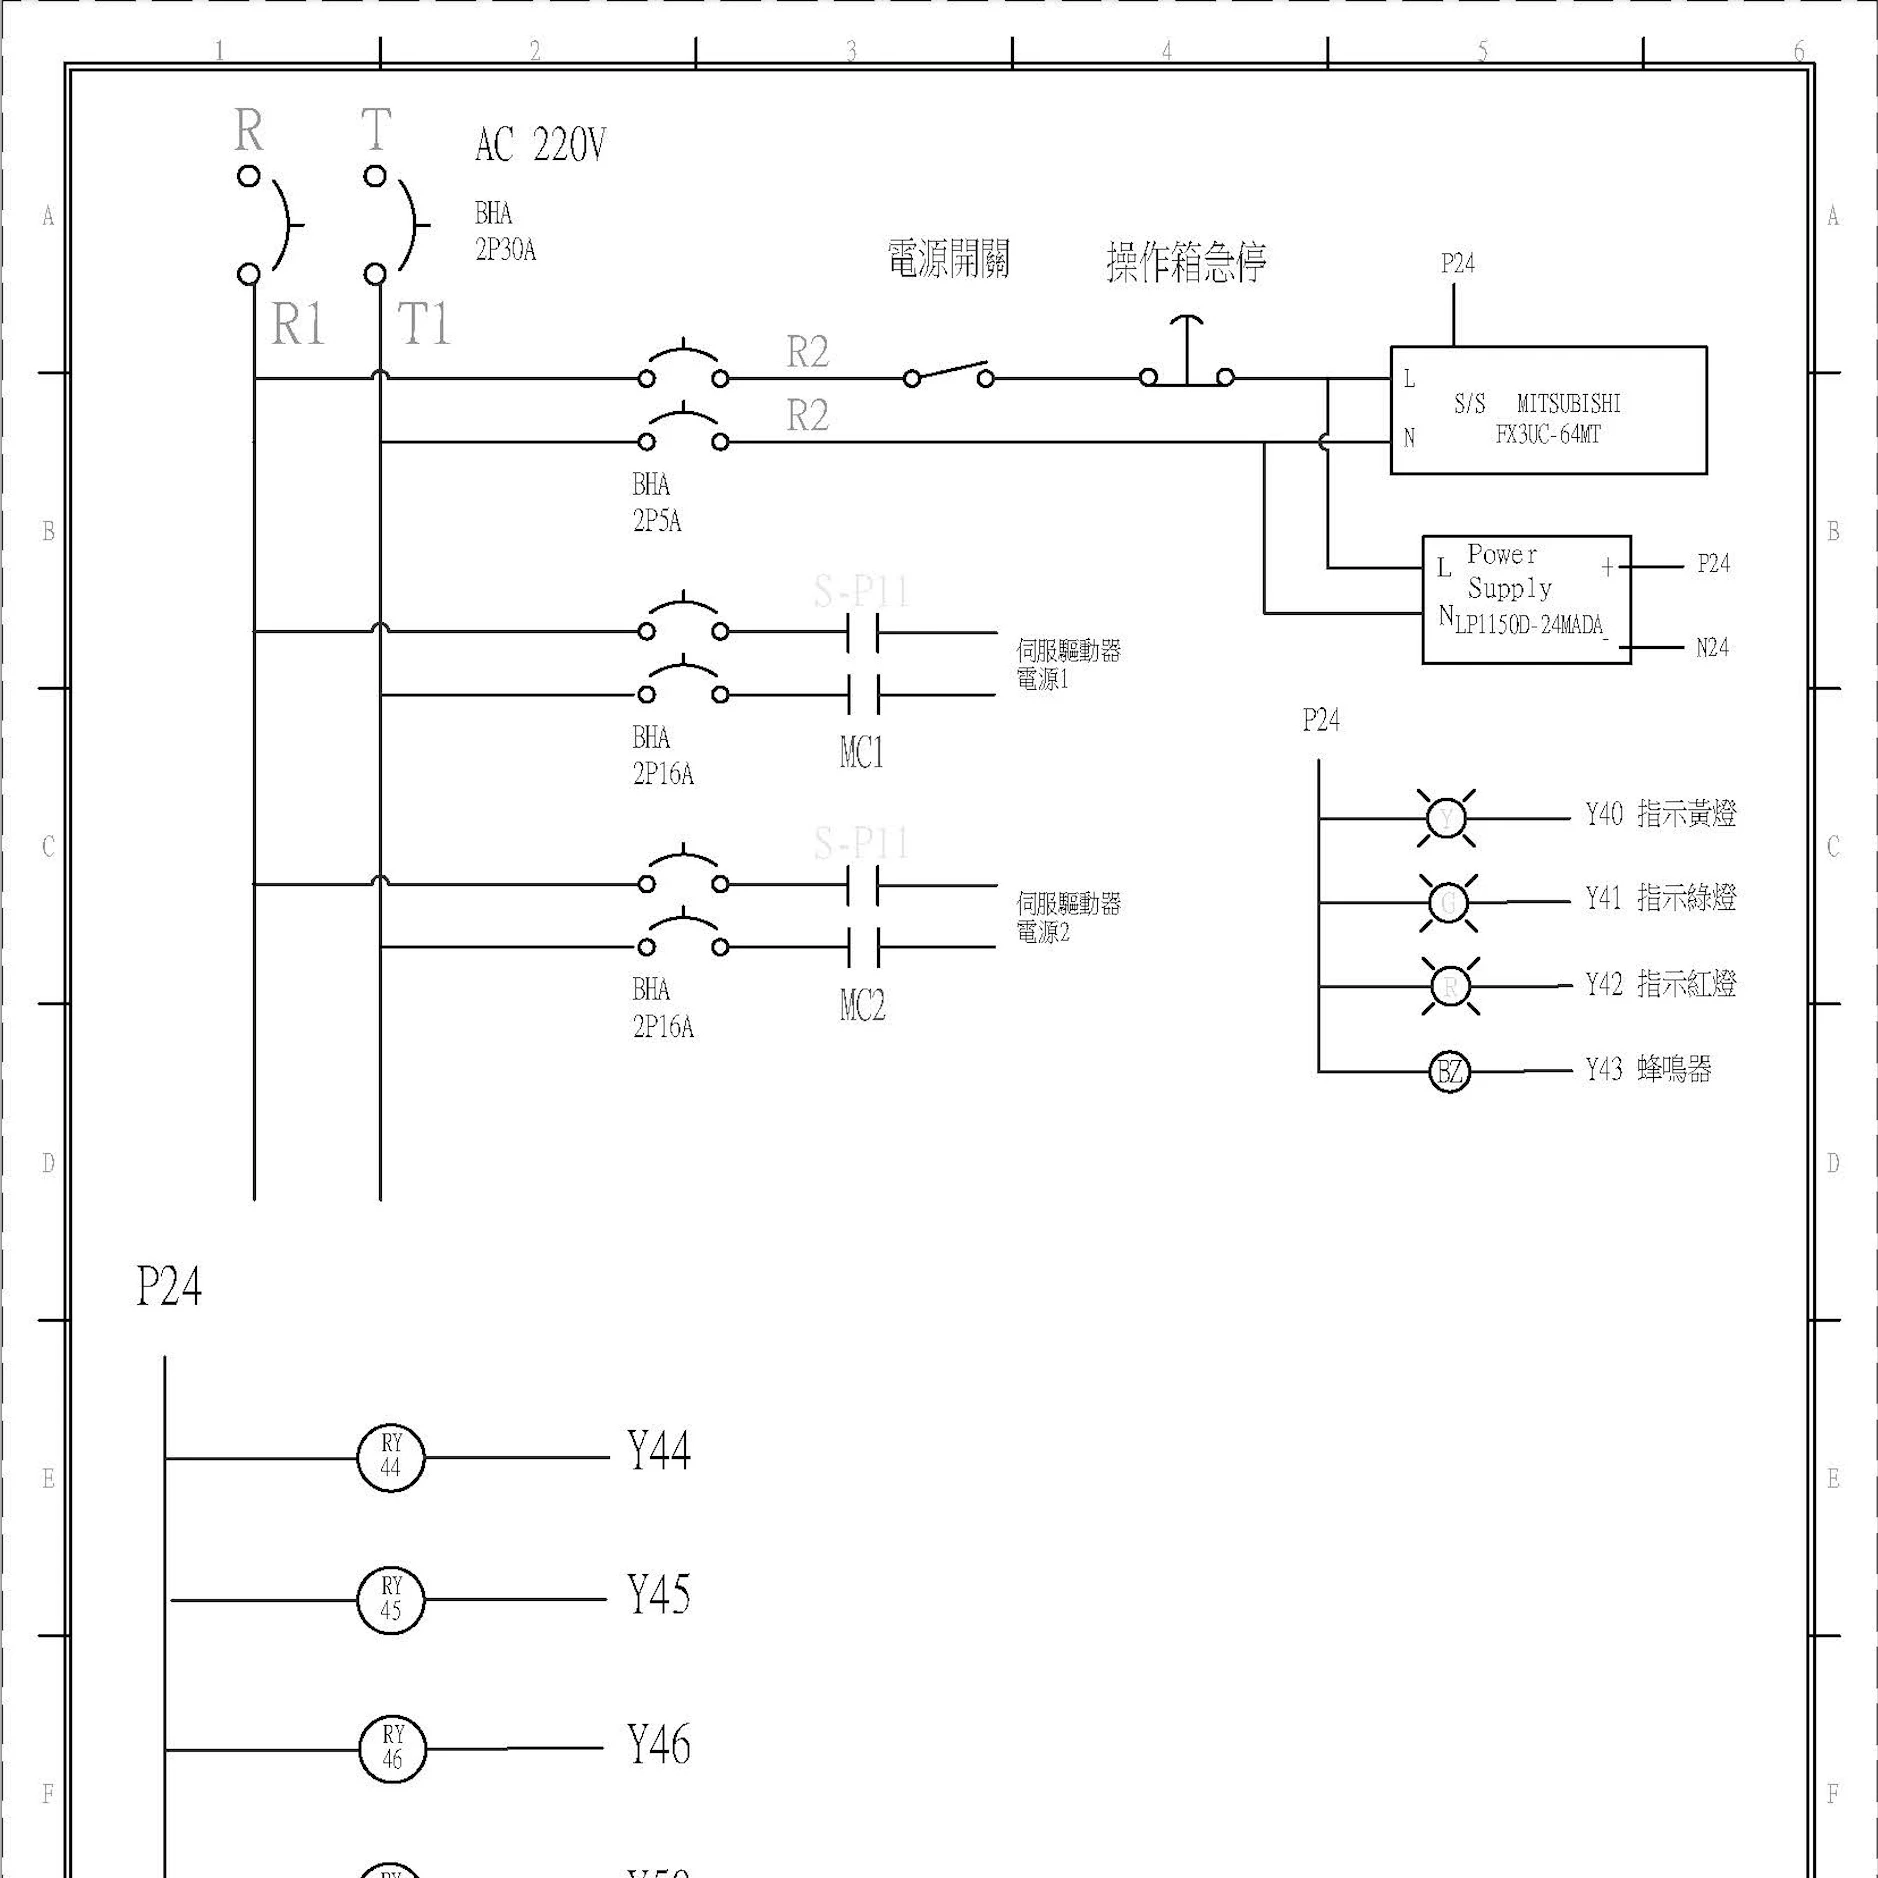 1 2 3 4 5 6
R T AC 220V
BHA
2P30A
A A
電源開關 操作箱急停 P24
R1 T1
R2
L
S/S MITSUBISHI
R2
N FX3UC-64MT
BHA
2P5A
B B
L Power + P24
Supply
N LP1150D-24MADA
- N24
S-P11
伺服驅動器
電源1
BHA
2P16A
MC1
P24
Y Y40 指示黃燈
C C
S-P11
G Y41 指示綠燈
伺服驅動器
電源2
R Y42 指示紅燈
BHA
2P16A
MC2
BZ Y43 蜂鳴器
D D
P24
RY
44
Y44
E E
RY
45
Y45
RY
46
Y46
F F